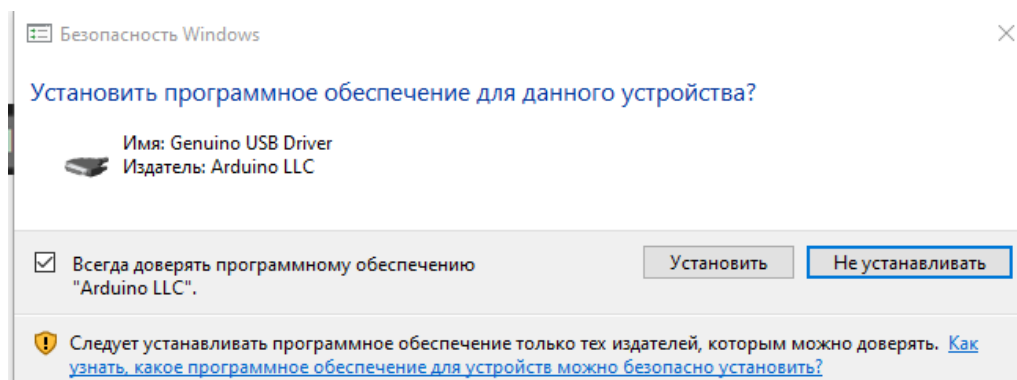 Безопасность Windows
Установить программное обеспечение для данного устройства?
Имя: Genuino USB Driver
Издатель: Arduino LLC
Всегда доверять программному обеспечению
"Arduino LLC".
Установить
Не устанавливать
Следует устанавливать программное обеспечение только тех издателей, которым можно доверять. Как
узнать, какое программное обеспечение для устройств можно безопасно установить?